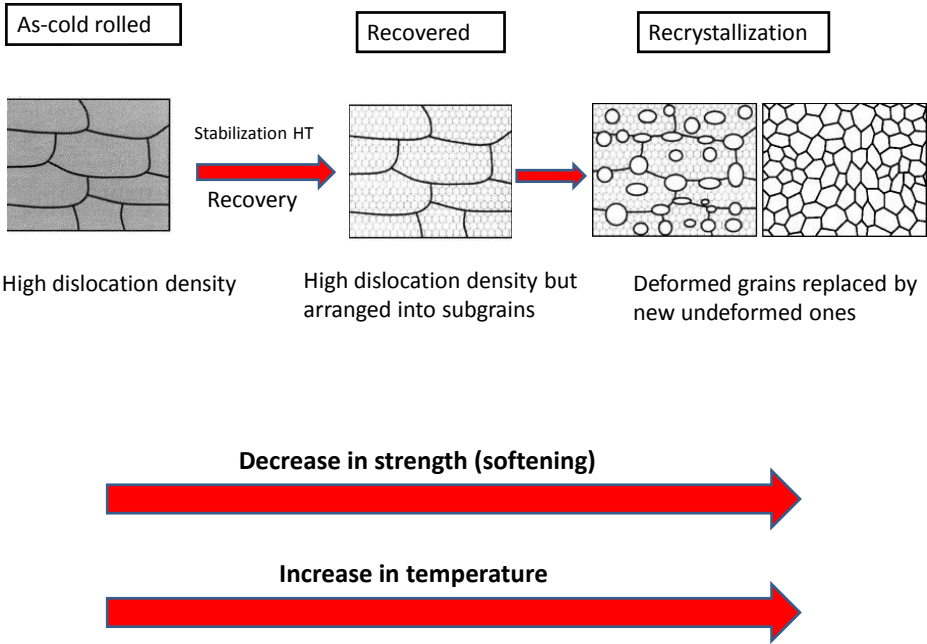 As-cold rolled
Recovered
Recrystallization
Stabilization HT
Recovery
High dislocation density
High dislocation density but
arranged into subgrains
Deformed grains replaced by
new undeformed ones
Decrease in strength (softening)
Increase in temperature